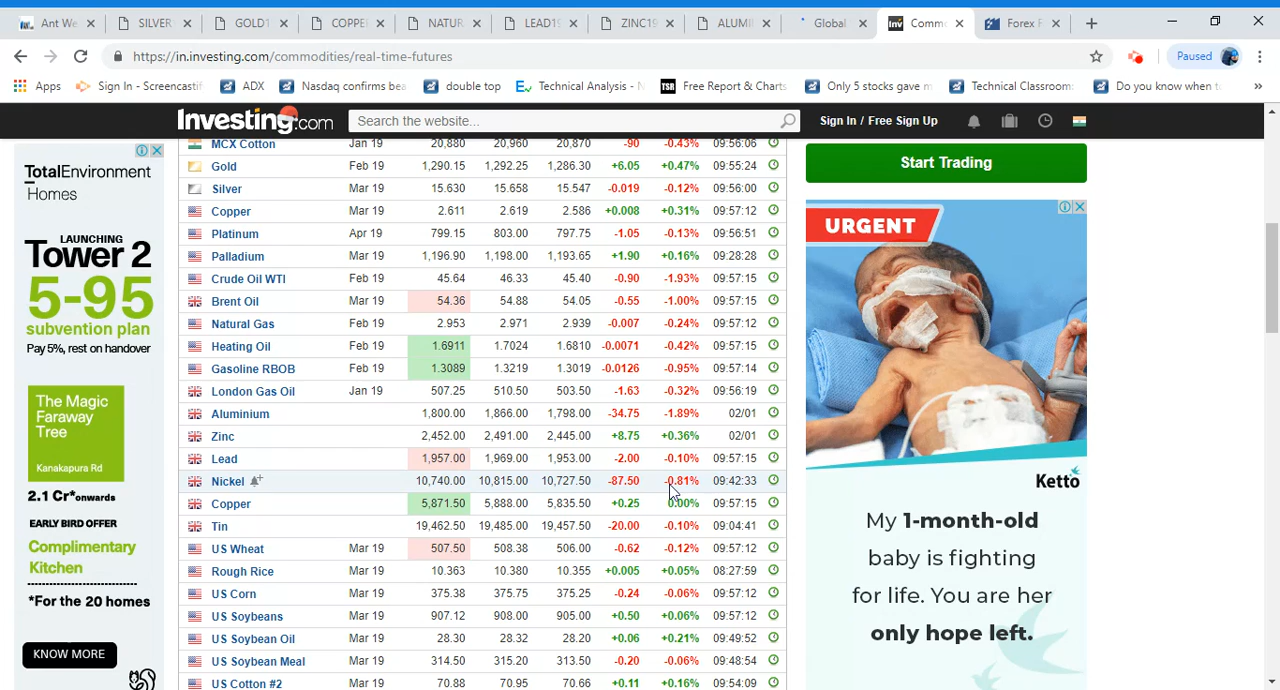 Ant We
SILVER
GOLD1
COPPE
NATUR
LEAD19
ZINC19
ALUMI
Global
Commo
Forex F
https://in.investing.com/commodities/real-time-futures
Paused
Apps
Sign In - Screencasti
ADX
Nasdaq confirms be
double top
Technical Analysis - N
Free Report & Charts
Only 5 stocks gave m
Technical Classroom:
Do you know when t
Investing.com
Search the website...
Sign In / Free Sign Up
MCX Cotton Jan 19 20,880 20,960 20,870 -90 -0.43% 09:56:06
Gold Feb 19 1,290.15 1,292.25 1,286.30 +6.05 +0.47% 09:55:24
Silver Mar 19 15.630 15.658 15.547 -0.019 -0.12% 09:56:00
Copper Mar 19 2.611 2.619 2.586 +0.008 +0.31% 09:57:12
Platinum Apr 19 799.15 803.00 797.75 -1.05 -0.13% 09:56:51
Palladium Mar 19 1,196.90 1,198.00 1,193.65 +1.90 +0.16% 09:28:28
Crude Oil WTI Feb 19 45.64 46.33 45.40 -0.90 -1.93% 09:57:15
Brent Oil Mar 19 54.36 54.88 54.05 -0.55 -1.00% 09:57:15
Natural Gas Feb 19 2.953 2.971 2.939 -0.007 -0.24% 09:57:12
Heating Oil Feb 19 1.6911 1.7024 1.6810 -0.0071 -0.42% 09:57:15
Gasoline RBOB Feb 19 1.3089 1.3219 1.3019 -0.0126 -0.95% 09:57:14
London Gas Oil Jan 19 507.25 510.50 503.50 -1.63 -0.32% 09:56:19
Aluminium 1,800.00 1,866.00 1,798.00 -34.75 -1.89% 02/01
Zinc 2,452.00 2,491.00 2,445.00 +8.75 +0.36% 02/01
Lead 1,957.00 1,969.00 1,953.00 -2.00 -0.10% 09:57:15
Nickel 10,740.00 10,815.00 10,727.50 -87.50 -0.81% 09:42:33
Copper 5,871.50 5,888.00 5,835.50 +0.25 0.00% 09:57:15
Tin 19,462.50 19,485.00 19,457.50 -20.00 -0.10% 09:04:41
US Wheat Mar 19 507.50 508.38 506.00 -0.62 -0.12% 09:57:12
Rough Rice Mar 19 10.363 10.380 10.355 +0.005 +0.05% 08:27:59
US Corn Mar 19 375.38 375.75 375.25 -0.24 -0.06% 09:57:12
US Soybeans Mar 19 907.12 908.00 905.00 +0.50 +0.06% 09:57:12
US Soybean Oil Mar 19 28.30 28.32 28.20 +0.06 +0.21% 09:49:52
US Soybean Meal Mar 19 314.50 315.20 313.50 -0.20 -0.06% 09:48:54
US Cotton #2 Mar 19 70.88 70.95 70.66 +0.11 +0.16% 09:54:09
TotalEnvironment
Homes
LAUNCHING
Tower 2
5-95
subvention plan
Pay 5%, rest on handover
The Magic
Faraway
Tree
Kanakapura Rd
2.1 Cr*onwards
EARLY BIRD OFFER
Complimentary
Kitchen
*For the 20 homes
KNOW MORE
Start Trading
URGENT
Ketto
My 1-month-old
baby is fighting
for life. You are her
only hope left.